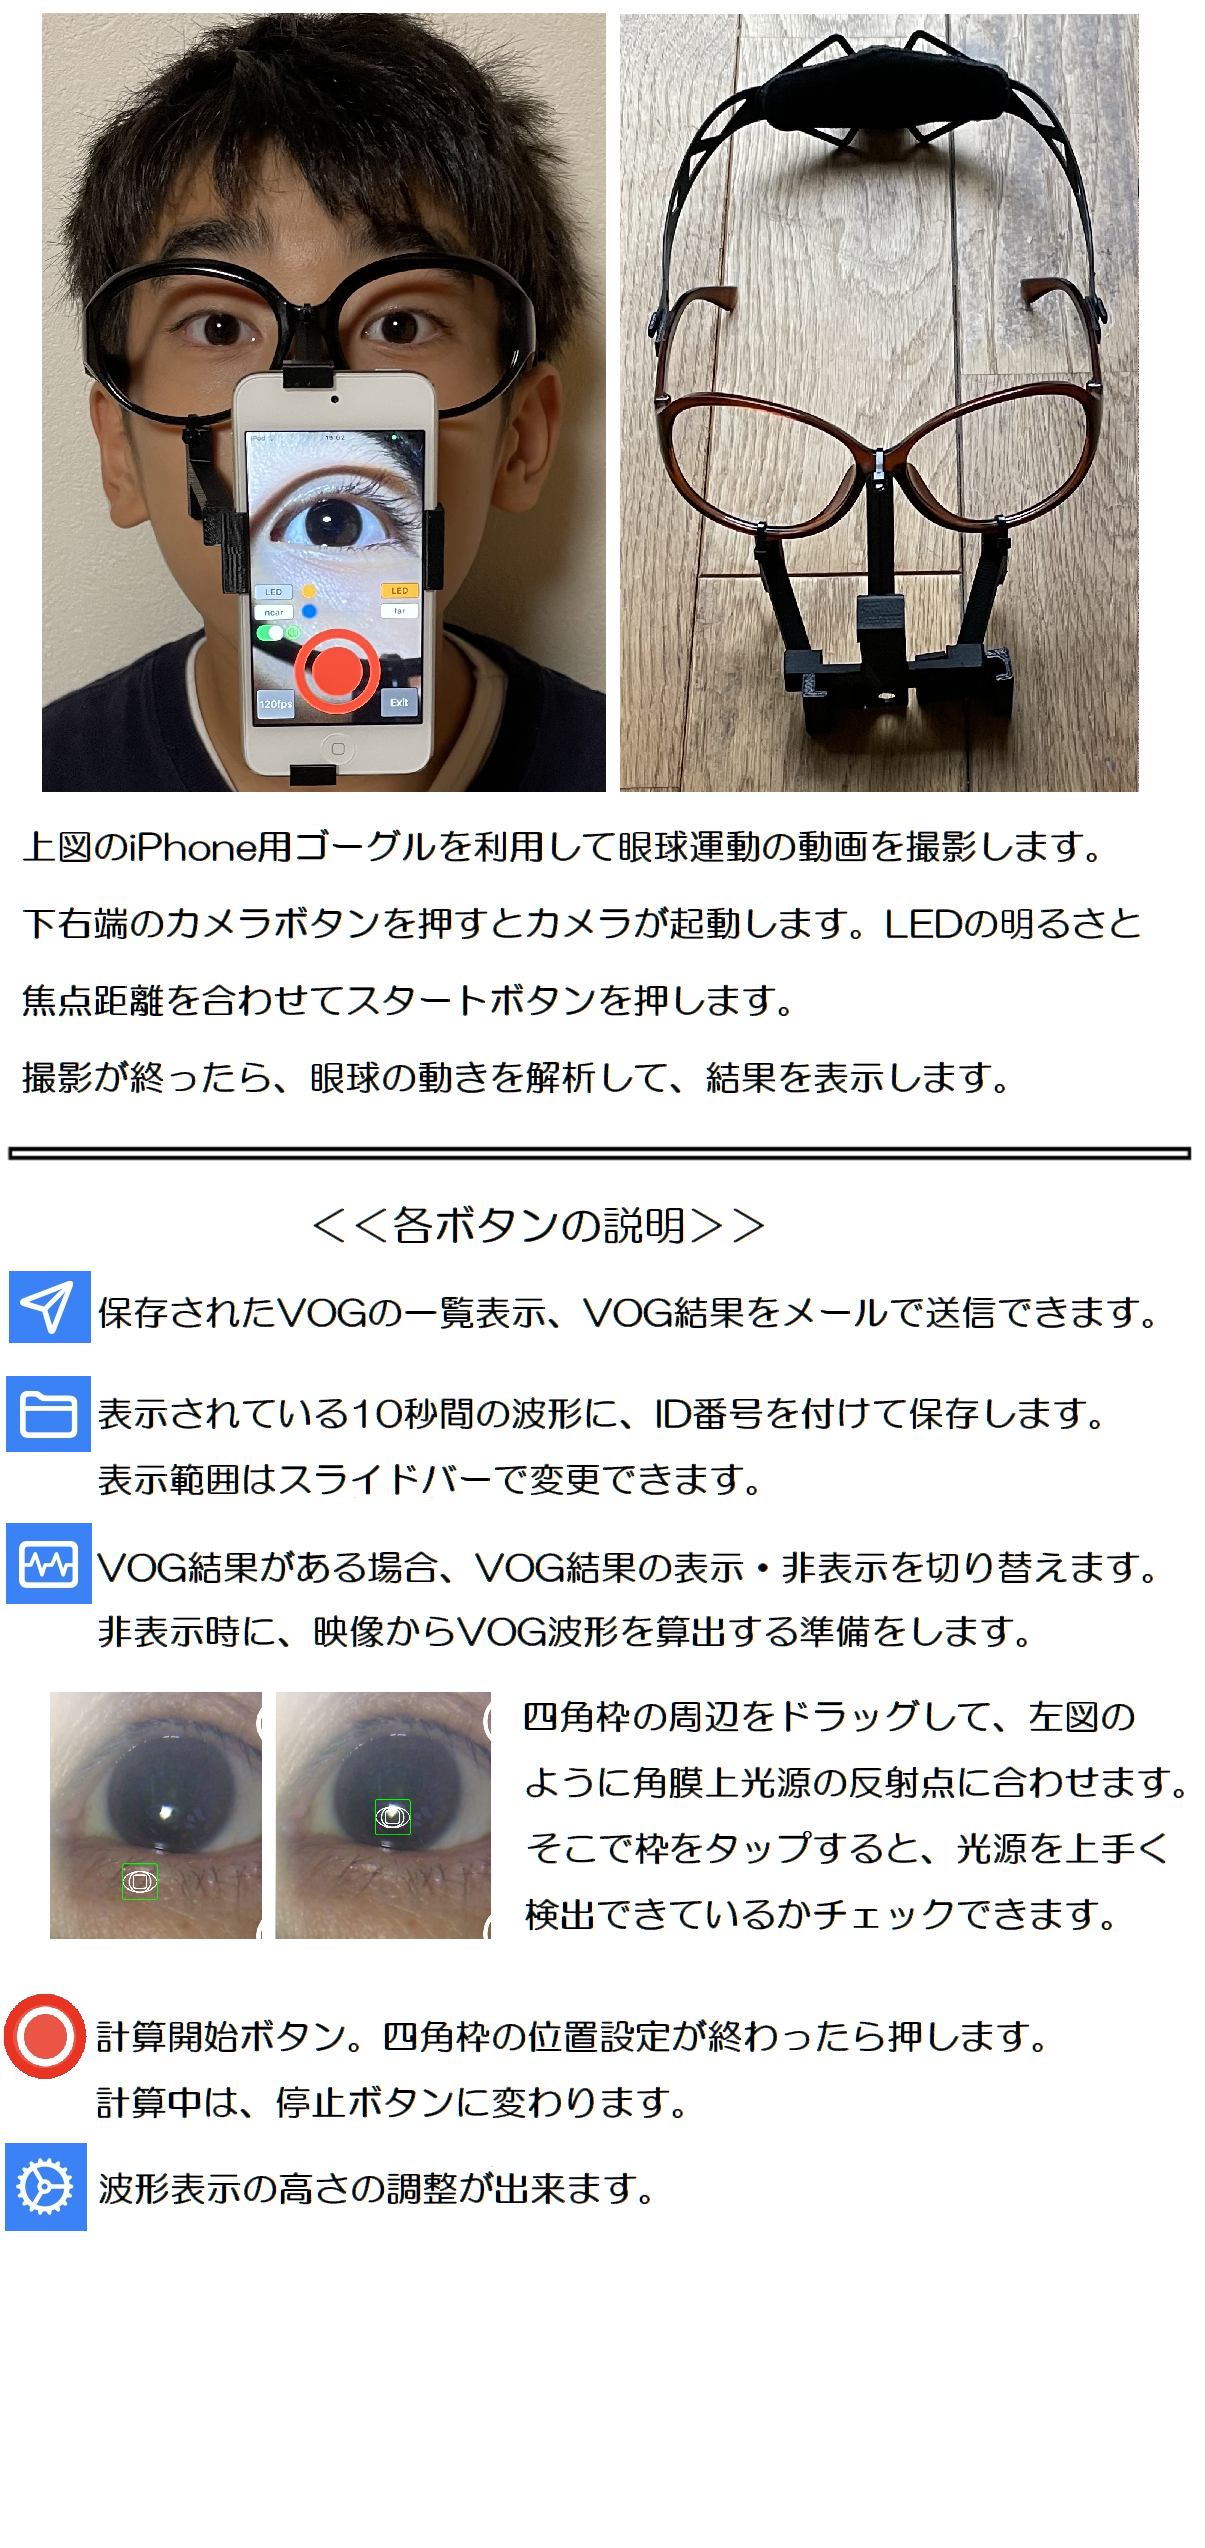 iPod
15:02
LED
LED
near
far
120fps
Exit
上図のiPhone用ゴーグルを利用して眼球運動の動画を撮影します。
下右端のカメラボタンを押すとカメラが起動します。LEDの明るさと
焦点距離を合わせてスタートボタンを押します。
撮影が終ったら、眼球の動きを解析して、結果を表示します。
＜＜各ボタンの説明＞＞
保存されたVOGの一覧表示、VOG結果をメールで送信できます。
表示されている10秒間の波形に、ID番号を付けて保存します。
表示範囲はスライドバーで変更できます。
VOG結果がある場合、VOG結果の表示・非表示を切り替えます。
非表示時に、映像からVOG波形を算出する準備をします。
四角枠の周辺をドラッグして、左図の
ように角膜上光源の反射点に合わせます。
そこで枠をタップすると、光源を上手く
検出できているかチェックできます。
計算開始ボタン。四角枠の位置設定が終わったら押します。
計算中は、停止ボタンに変わります。
波形表示の高さの調整が出来ます。